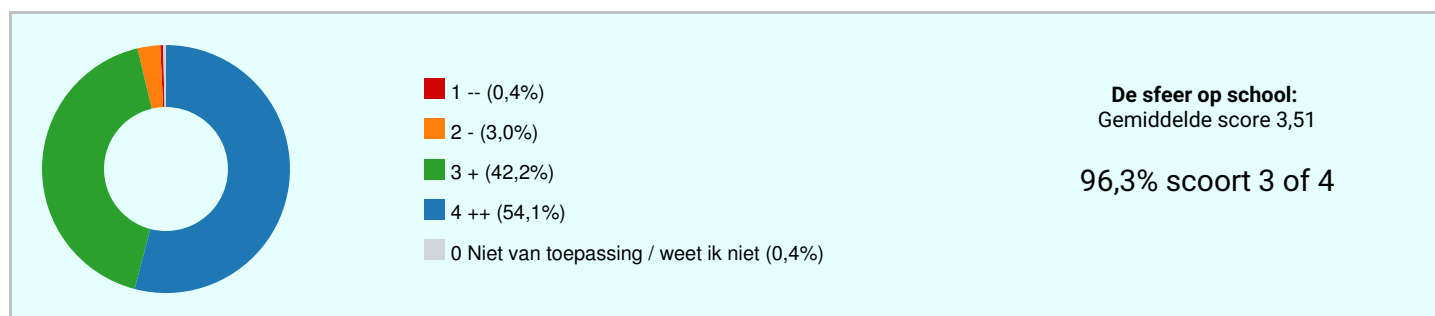 1 -- (0,4%)
2 - (3,0%)
3 + (42,2%)
4 ++ (54,1%)
0 Niet van toepassing / weet ik niet (0,4%)
De sfeer op school:
Gemiddelde score 3,51
96,3% scoort 3 of 4